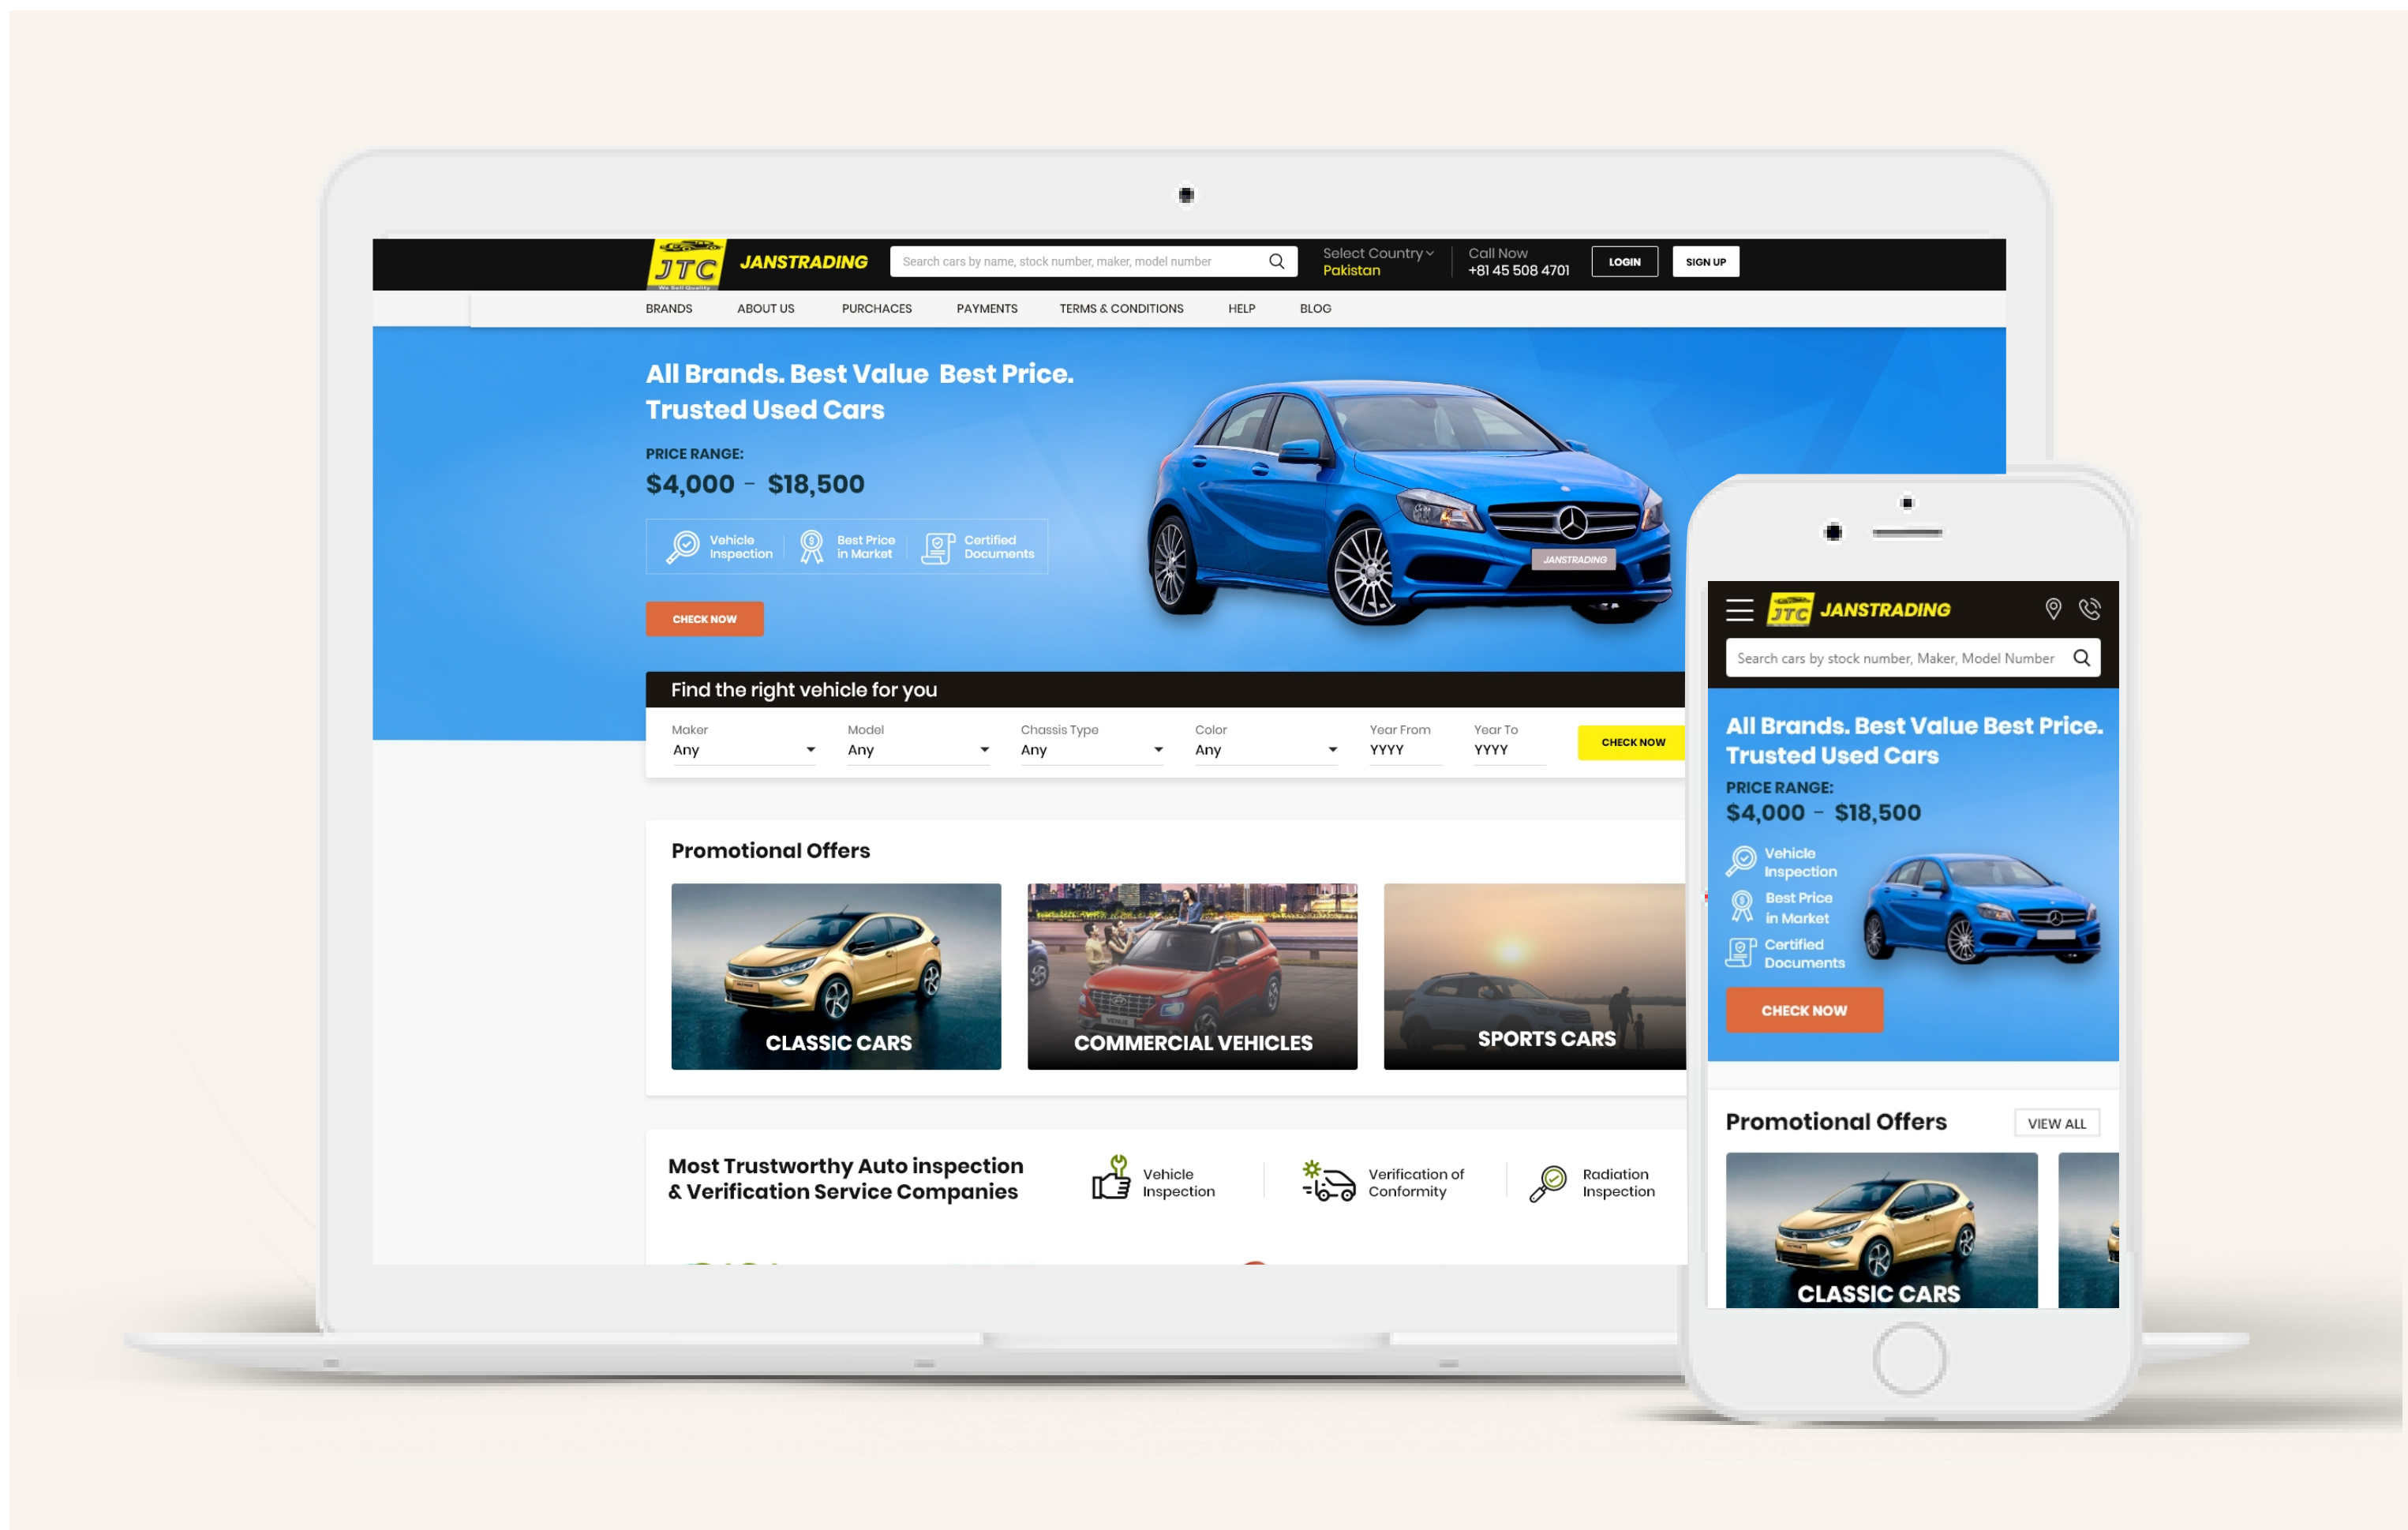 JTC
We Sell Quality
JANSTRADING
Search cars by name, stock number, maker, model number
Select Country
Pakistan
Call Now
+81 45 508 4701
LOGIN
SIGN UP
BRANDS
ABOUT US
PURCHACES
PAYMENTS
TERMS & CONDITIONS
HELP
BLOG
All Brands. Best Value Best Price.
Trusted Used Cars
PRICE RANGE:
$4,000 - $18,500
Vehicle
Inspection
Best Price
in Market
Certified
Documents
CHECK NOW
JANSTRADING
Find the right vehicle for you
Maker
Any
Model
Any
Chassis Type
Any
Color
Any
Year From
YYYY
Year To
YYYY
CHECK NOW
Promotional Offers
CLASSIC CARS
VENUE
COMMERCIAL VEHICLES
SPORTS CARS
Most Trustworthy Auto inspection
& Verification Service Companies
Vehicle
Inspection
Verification of
Conformity
Radiation
Inspection
JTC
JANSTRADING
Search cars by stock number, Maker, Model Number
All Brands. Best Value Best Price.
Trusted Used Cars
PRICE RANGE:
$4,000 - $18,500
Vehicle
Inspection
Best Price
in Market
Certified
Documents
CHECK NOW
Promotional Offers
VIEW ALL
CLASSIC CARS